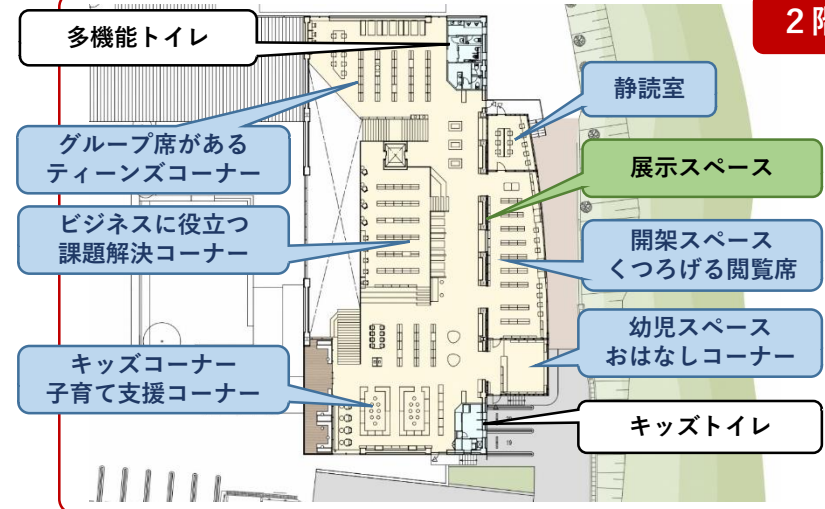 ２階
多機能トイレ
静読室
グループ席がある
ティーンズコーナー
展示スペース
ビジネスに役立つ
課題解決コーナー
開架スペース
くつろげる閲覧席
幼児スペース
おはなしコーナー
キッズコーナー
子育て支援コーナー
キッズトイレ
19